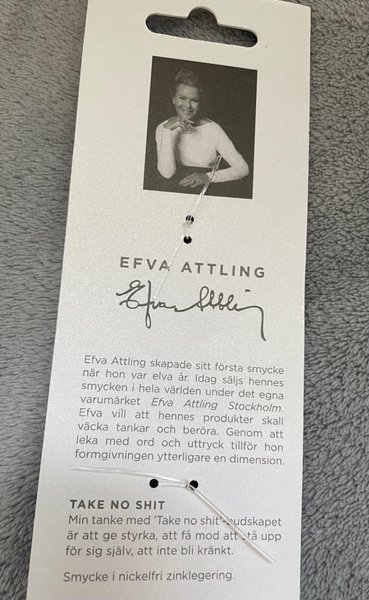 EFVA ATTLING
Efva Attling
Efva Attling skapade sitt första smycke
när hon var elva år. Idag säljs hennes
smycken i hela världen under det egna
varumärket Efva Attling Stockholm.
Efva vill att hennes produkter skall
väcka tankar och beröra. Genom att
leka med ord och uttryck tillför hon
formgivningen ytterligare en dimension.
TAKE NO SHIT
Min tanke med 'Take no shit'-budskapet
är att ge styrka, att få mod att stå upp
för sig själv, att inte bli kränkt.
Smycke i nickelfri zinklegering.